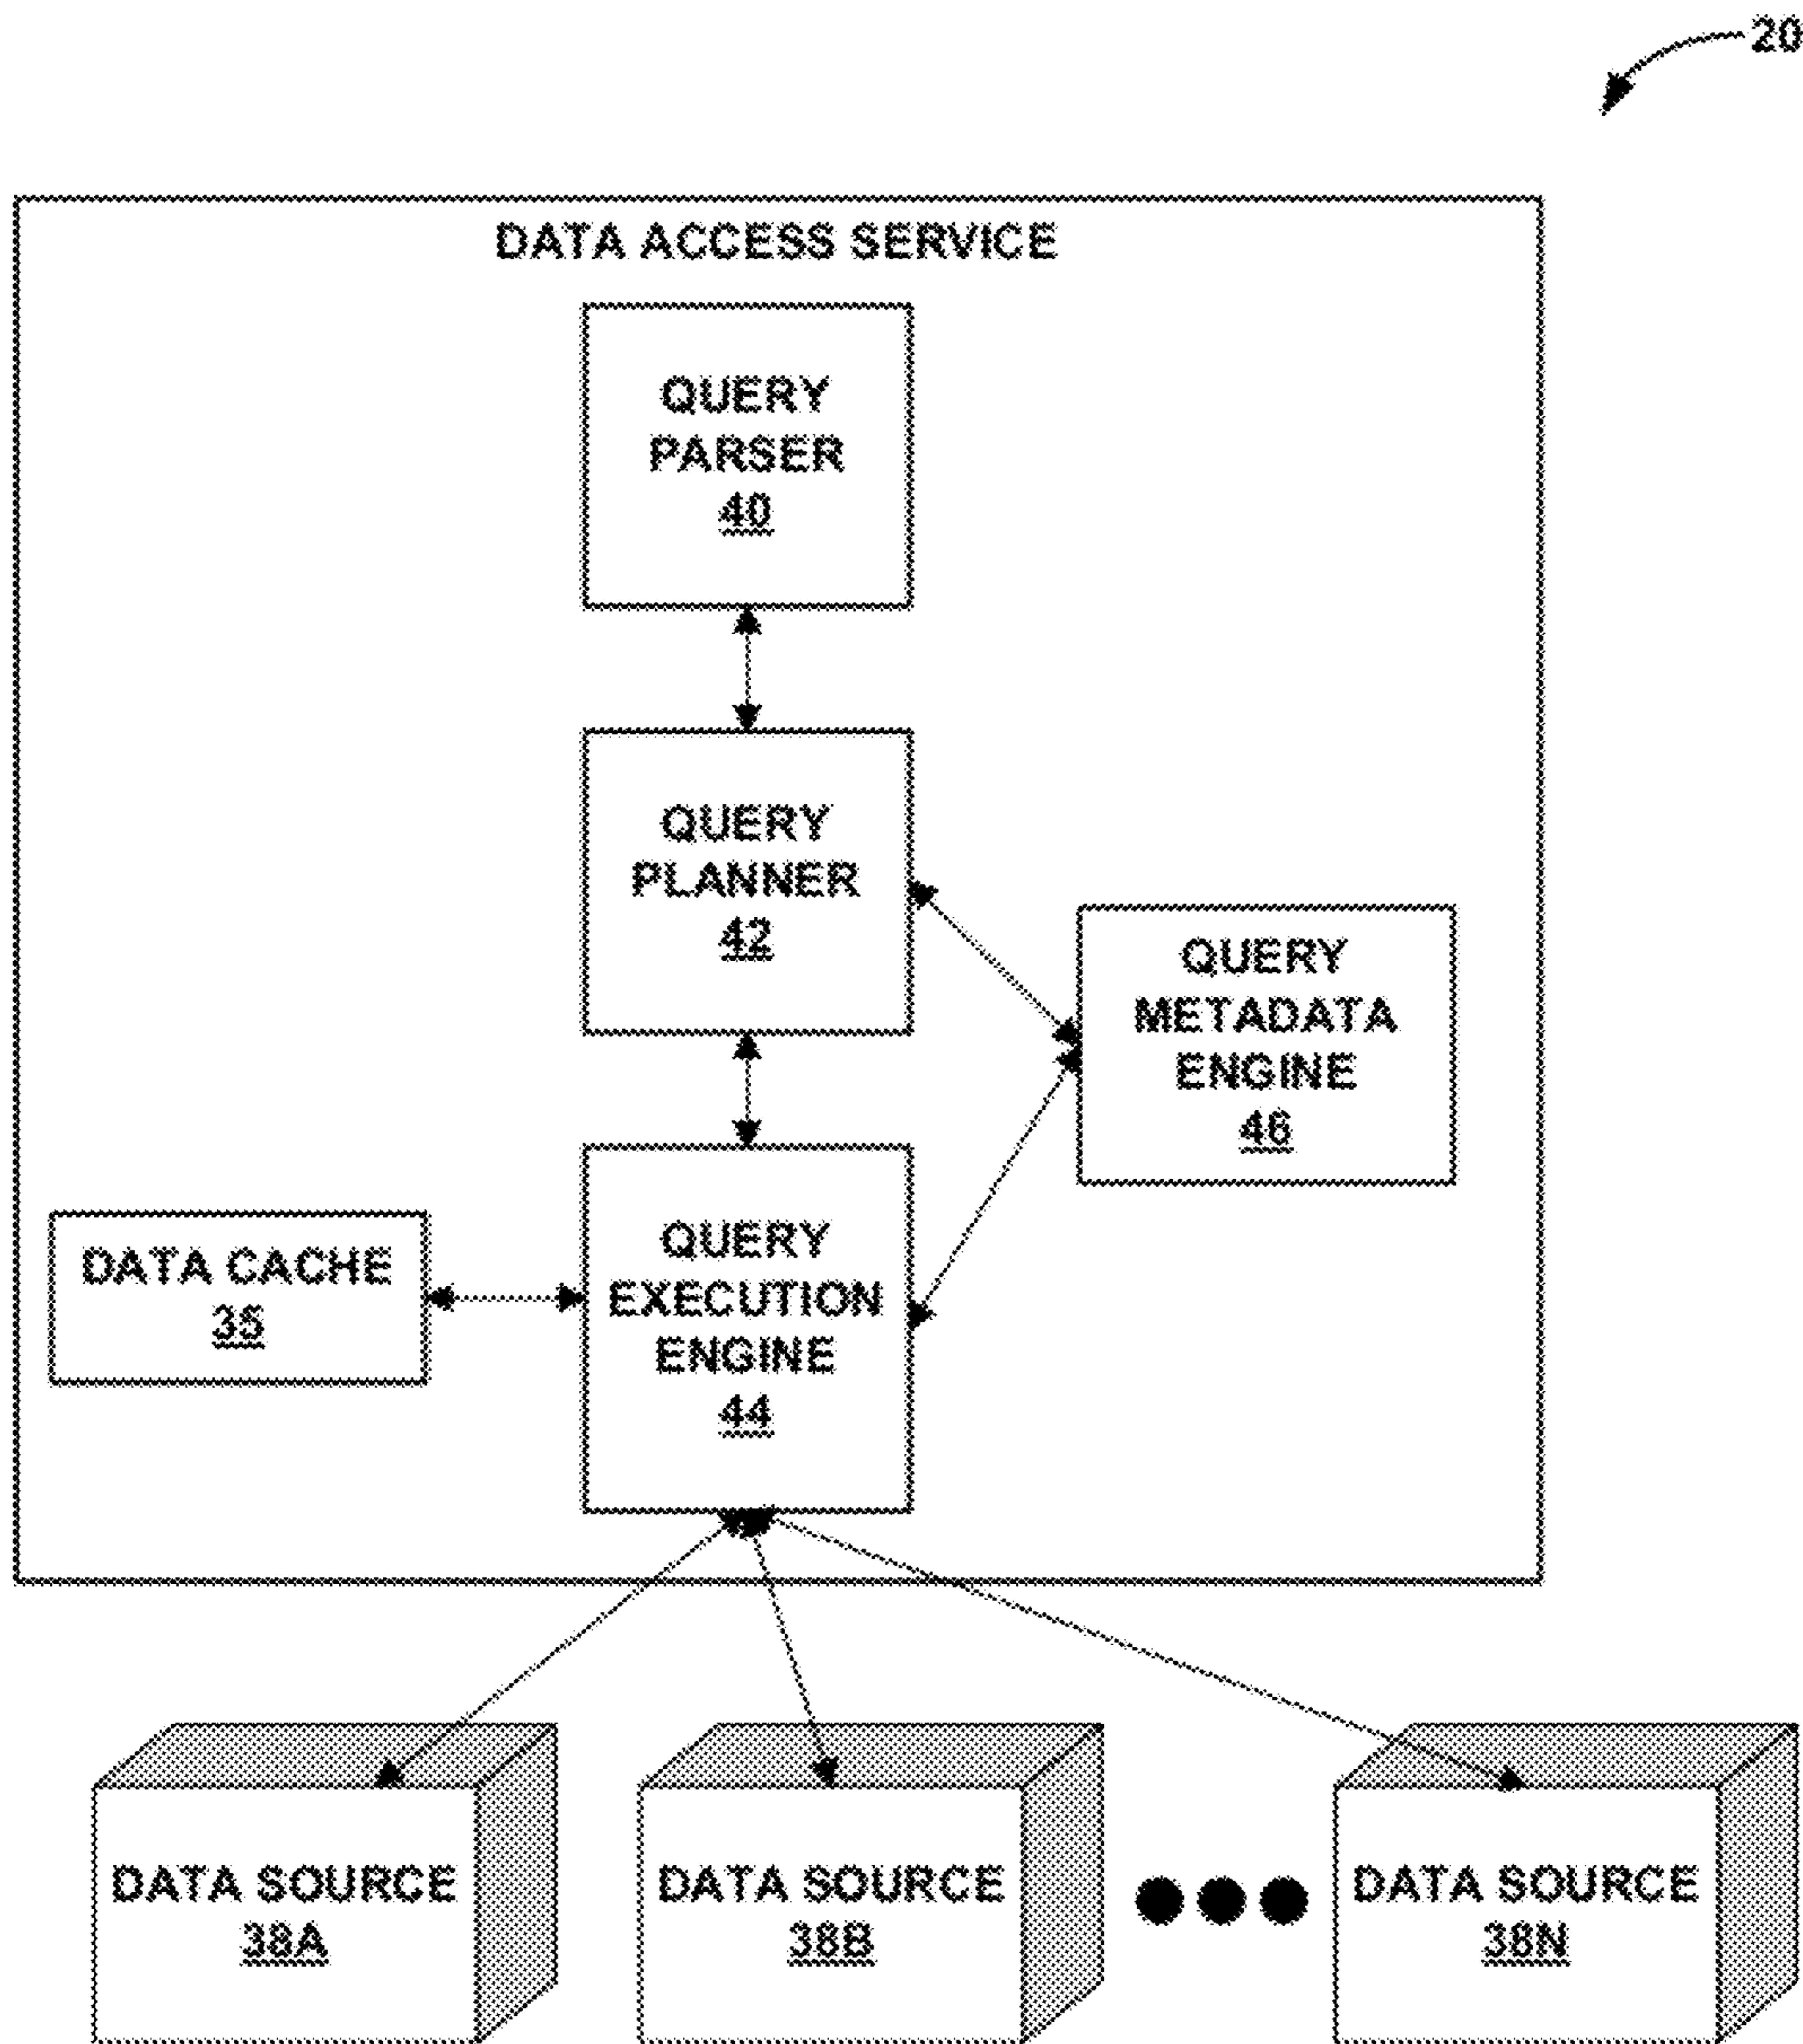 20
DATA ACCESS SERVICE
QUERY
PARSER
40
QUERY
PLANNER
42
QUERY
METADATA
ENGINE
46
DATA CACHE
35
QUERY
EXECUTION
ENGINE
44
DATA SOURCE
38A
DATA SOURCE
38B
DATA SOURCE
38N